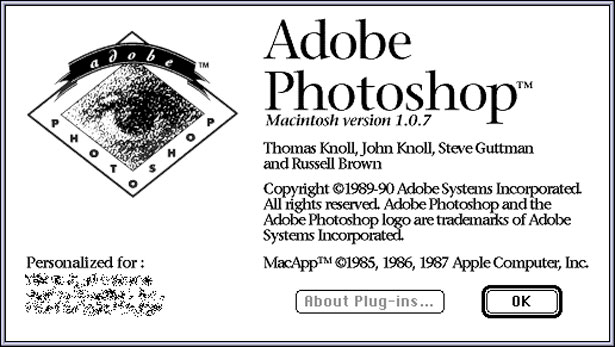 adobe ™
PHOTOSHOP
Adobe
Photoshop™
Macintosh version 1.0.7
Thomas Knoll, John Knoll, Steve Guttman
and Russell Brown
Copyright ©1989-90 Adobe Systems Incorporated.
All rights reserved. Adobe Photoshop and the
Adobe Photoshop logo are trademarks of Adobe
Systems Incorporated.
Personalized for :
MacApp™ ©1985, 1986, 1987 Apple Computer, Inc.
About Plug-ins...
OK